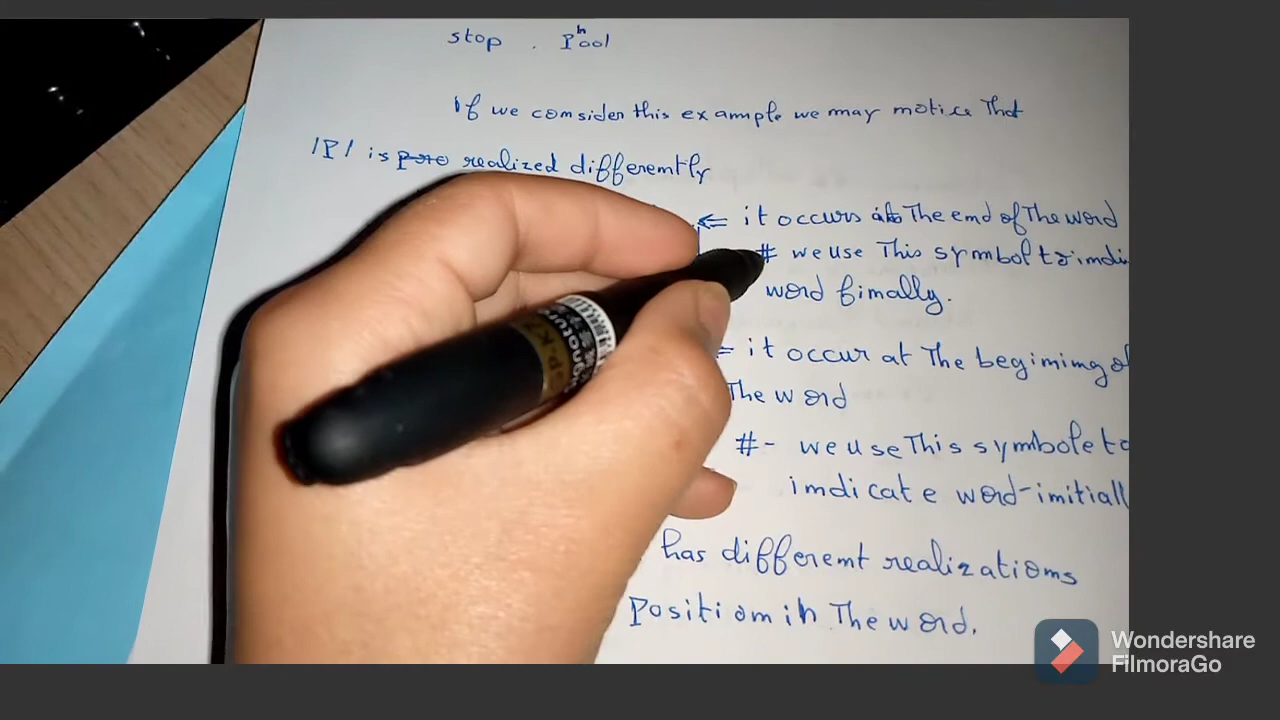 stop . Pʰool
If we consider this example we may notice that
/P/ is realized differently
⇐ it occurs at the end of the word
# we use this symbol to indi
word finally.
= it occur at the begining of
the word
#- we use this symbole to
indicate word-initiall
has different realizations
position in the word.
Signature
Wondershare
FilmoraGo